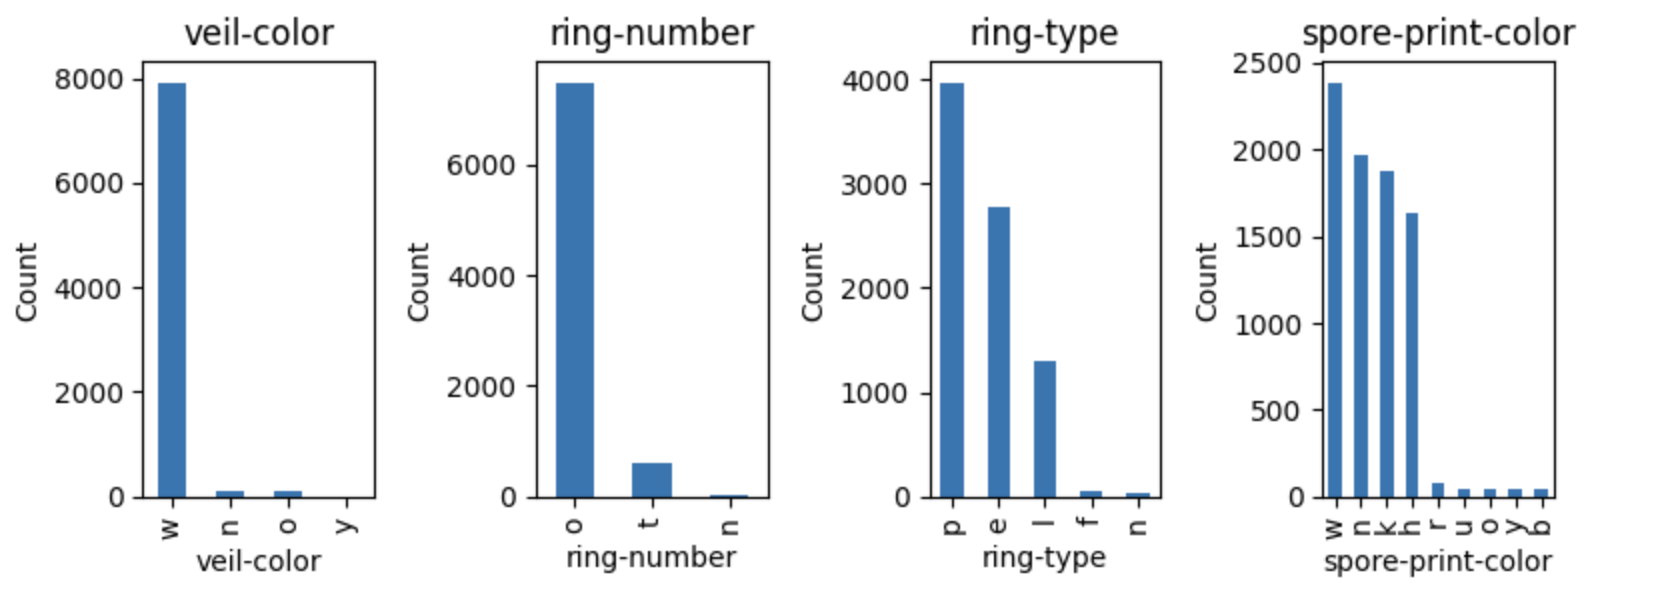 veil-color
8000
6000
4000
2000
0
Count
w
n
o
y
veil-color
ring-number
6000
4000
2000
0
Count
o
t
n
ring-number
ring-type
4000
3000
2000
1000
0
Count
p
e
l
f
n
ring-type
spore-print-color
2500
2000
1500
1000
500
0
Count
w
n
k
h
r
u
o
y
b
spore-print-color